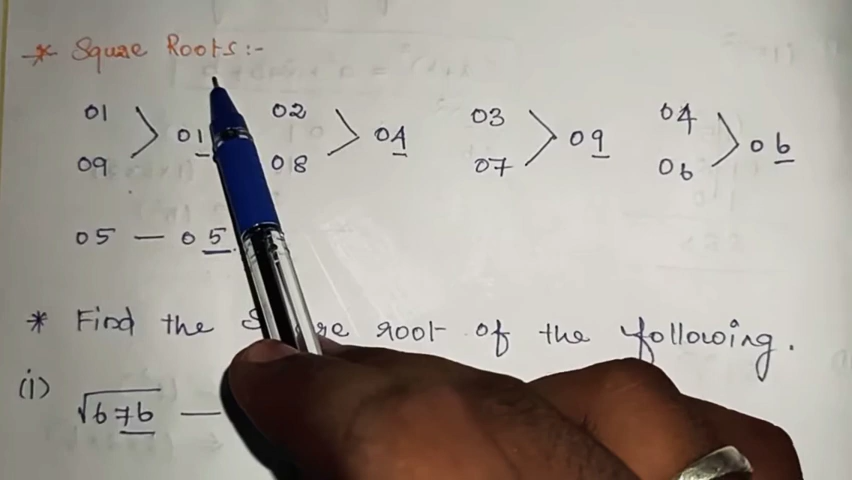 * Square Roots:-
01 02 03 04
> 01 > 04 > 09 > 06
09 08 07 06
05 — 05
* Find the root of the following.
(i) √676 —